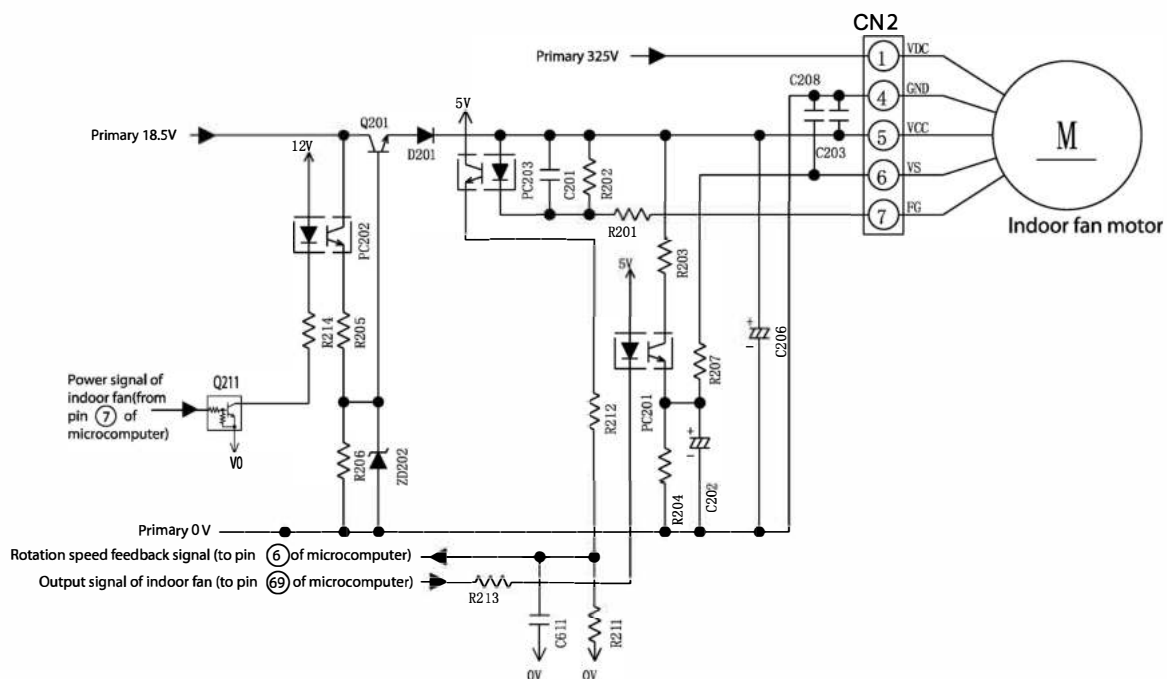 CN2
Primary 325V
1
VDC
C208
4
GND
5V
Q201
Primary 18.5V
5
VCC
M
12V
D201
PC203
C201
R202
C203
6
VS
7
FG
R201
Indoor fan motor
PC202
R203
5V
R214
R205
R207
C206
Power signal of
indoor fan(from
pin 7 of
microcomputer)
Q211
PC201
R212
V0
R206
ZD202
R204
C202
+
-
+
-
Primary 0V
Rotation speed feedback signal (to pin 6 of microcomputer)
Output signal of indoor fan (to pin 69 of microcomputer)
R213
C611
R211
0V
0V